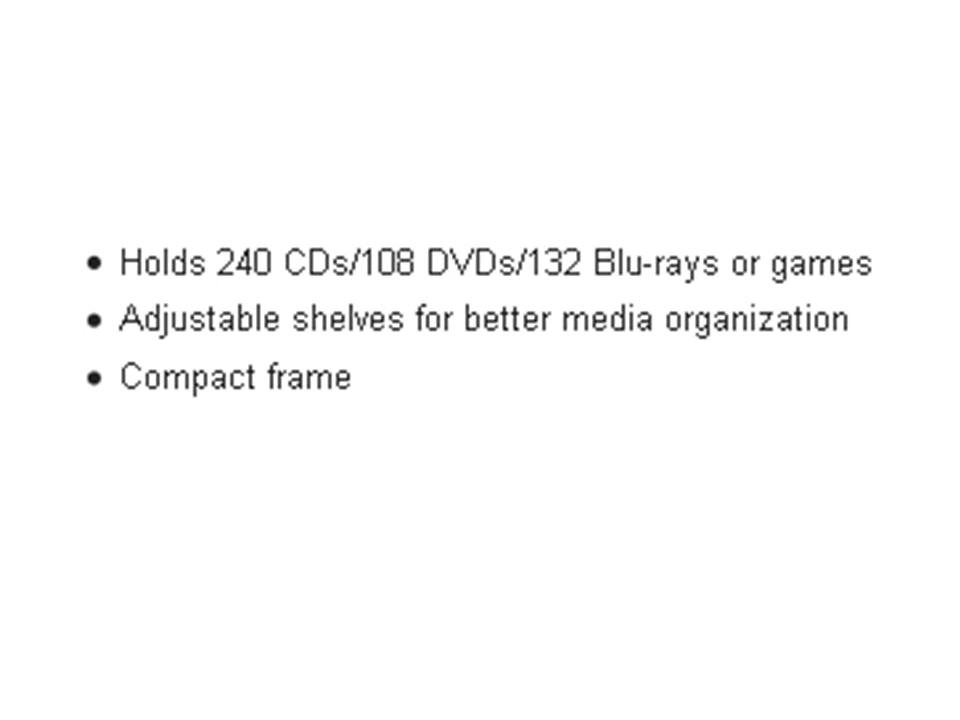 • Holds 240 CDs/108 DVDs/132 Blu-rays or games
• Adjustable shelves for better media organization
• Compact frame